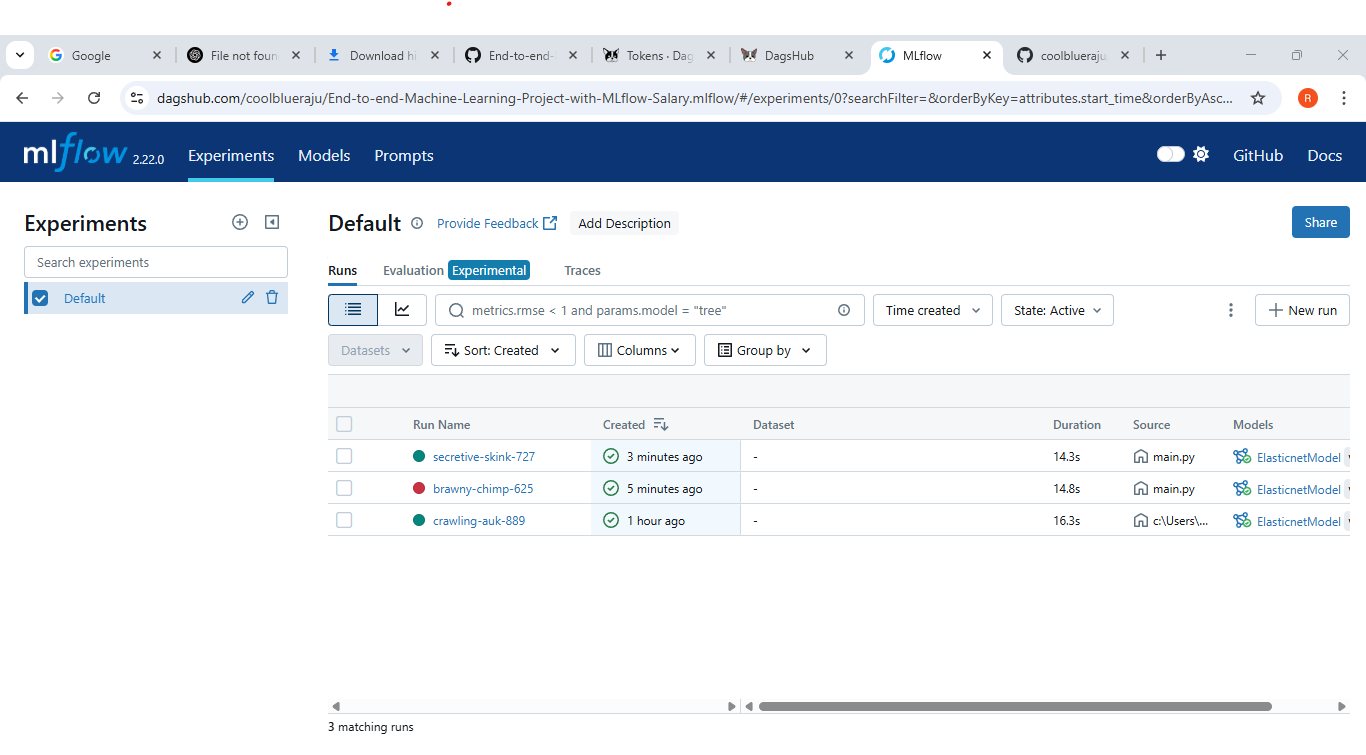 Google
File not foun
Download hi
End-to-end-
Tokens · Dag
DagsHub
MLflow
coolblueraju
dagshub.com/coolblueraju/End-to-end-Machine-Learning-Project-with-MLflow-Salary.mlflow/#/experiments/0?searchFilter=&orderByKey=attributes.start_time&orderByAsc...
R
mlflow 2.22.0
Experiments
Models
Prompts
GitHub
Docs
Experiments
Search experiments
Default
Default
Provide Feedback
Add Description
Share
Runs
Evaluation Experimental
Traces
metrics.rmse < 1 and params.model = "tree"
Time created
State: Active
New run
Datasets
Sort: Created
Columns
Group by
Run Name Created Dataset Duration Source Models
secretive-skink-727 3 minutes ago - 14.3s main.py ElasticnetModel
brawny-chimp-625 5 minutes ago - 14.8s main.py ElasticnetModel
crawling-auk-889 1 hour ago - 16.3s c:\Users\... ElasticnetModel
3 matching runs